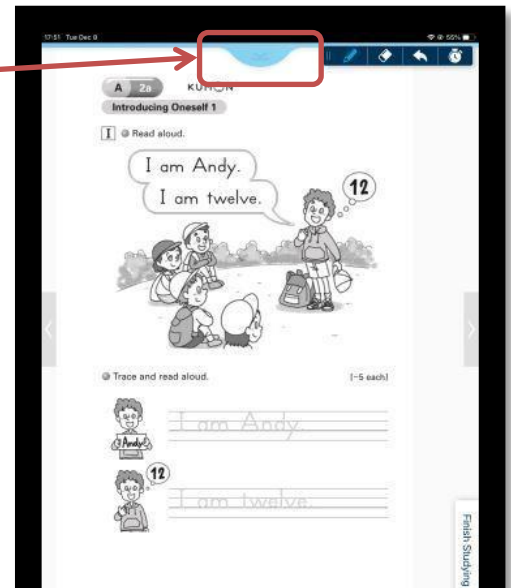 17:51 Tue Dec 9
55%
A 2a KUMON
Introducing Oneself 1
I Read aloud.
I am Andy.
I am twelve.
12
Trace and read aloud. [-5 each]
Andy
I am Andy.
12
I am twelve.
Finish Studying